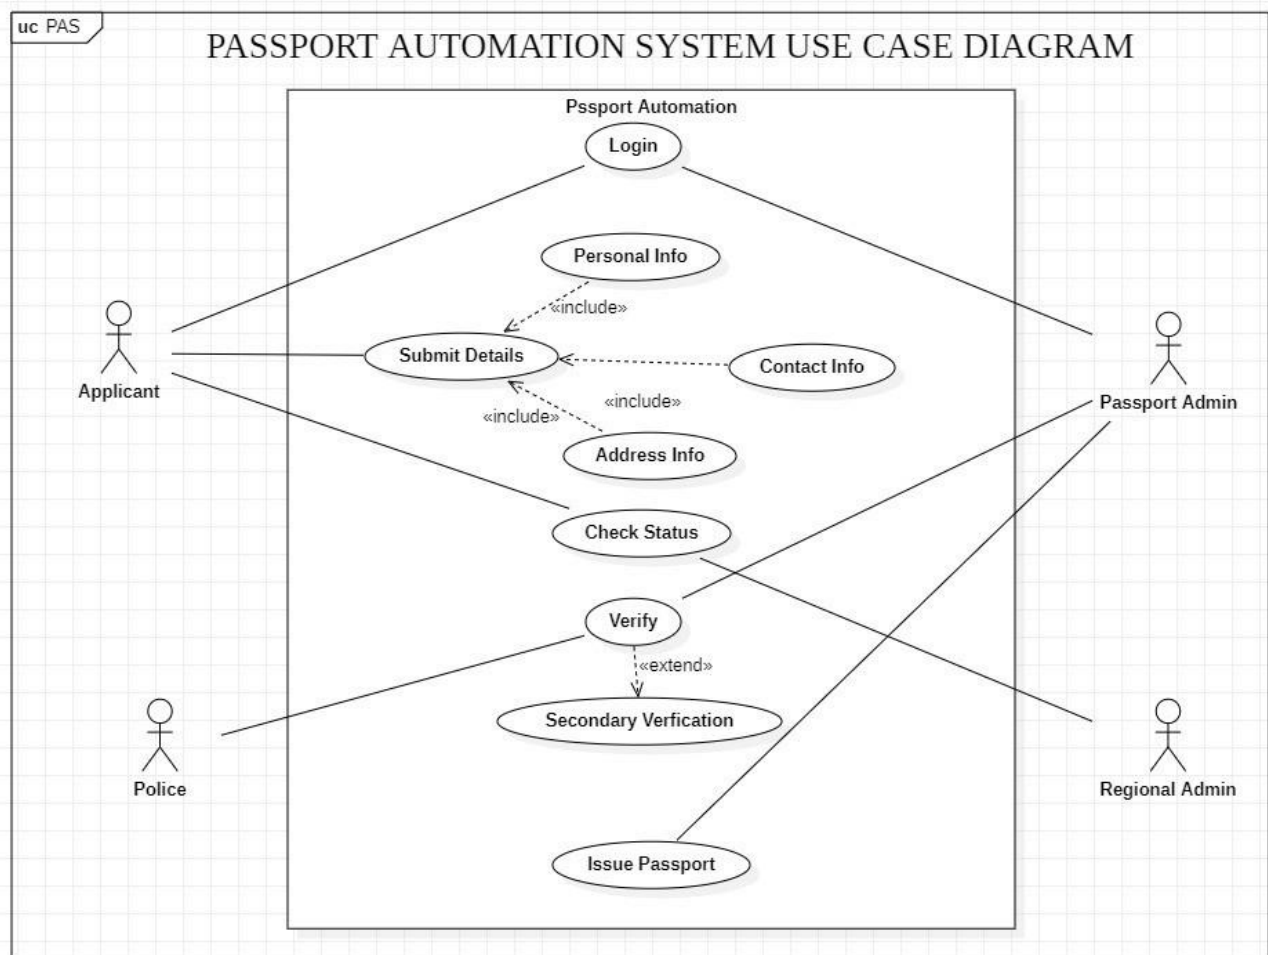 uc PAS
PASSPORT AUTOMATION SYSTEM USE CASE DIAGRAM
Pssport Automation
Login
Personal Info
«include»
Submit Details
Contact Info
Applicant
Passport Admin
«include»
«include»
Address Info
Check Status
Verify
«extend»
Secondary Verfication
Police
Regional Admin
Issue Passport